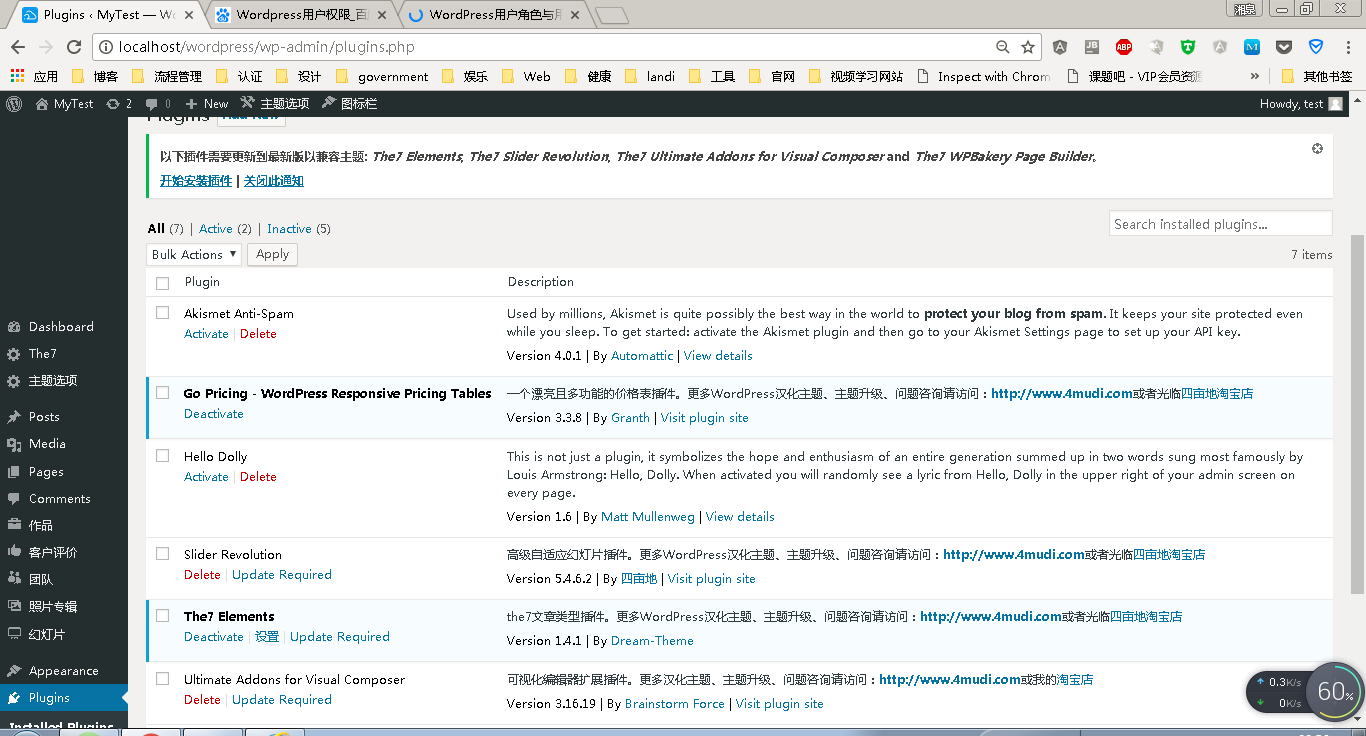 Plugins ‹ MyTest — Wo
Wordpress用户权限_百度
WordPress用户角色与用
湘泉
localhost/wordpress/wp-admin/plugins.php
应用 博客 流程管理 认证 设计 government 娱乐 Web 健康 landi 工具 官网 视频学习网站 Inspect with Chrom 课题吧 - VIP会员资源 » 其他书签
MyTest 2 0 New 主题选项 图标栏 Howdy, test
Plugins Add New
以下插件需要更新到最新版以兼容主题: The7 Elements, The7 Slider Revolution, The7 Ultimate Addons for Visual Composer and The7 WPBakery Page Builder。
开始安装插件 | 关闭此通知
All (7) | Active (2) | Inactive (5)
Search installed plugins...
Bulk Actions Apply
7 items
Plugin Description
Akismet Anti-Spam
Activate | Delete
Used by millions, Akismet is quite possibly the best way in the world to protect your blog from spam. It keeps your site protected even
while you sleep. To get started: activate the Akismet plugin and then go to your Akismet Settings page to set up your API key.
Version 4.0.1 | By Automattic | View details
Go Pricing - WordPress Responsive Pricing Tables
Deactivate
一个漂亮且多功能的价格表插件。更多WordPress汉化主题、主题升级、问题咨询请访问：http://www.4mudi.com或者光临四亩地淘宝店
Version 3.3.8 | By Granth | Visit plugin site
Hello Dolly
Activate | Delete
This is not just a plugin, it symbolizes the hope and enthusiasm of an entire generation summed up in two words sung most famously by
Louis Armstrong: Hello, Dolly. When activated you will randomly see a lyric from Hello, Dolly in the upper right of your admin screen on
every page.
Version 1.6 | By Matt Mullenweg | View details
Slider Revolution
Delete | Update Required
高级自适应幻灯片插件。更多WordPress汉化主题、主题升级、问题咨询请访问：http://www.4mudi.com或者光临四亩地淘宝店
Version 5.4.6.2 | By 四亩地 | Visit plugin site
The7 Elements
Deactivate | 设置 | Update Required
the7文章类型插件。更多WordPress汉化主题、主题升级、问题咨询请访问：http://www.4mudi.com或者光临四亩地淘宝店
Version 1.4.1 | By Dream-Theme
Ultimate Addons for Visual Composer
Delete | Update Required
可视化编辑器扩展插件。更多汉化主题、主题升级、问题咨询请访问：http://www.4mudi.com或我的淘宝店
Version 3.16.19 | By Brainstorm Force | Visit plugin site
Dashboard
The7
主题选项
Posts
Media
Pages
Comments
作品
客户评价
团队
照片专辑
幻灯片
Appearance
Plugins
Installed Plugins
0.3K/s
0K/s
60%